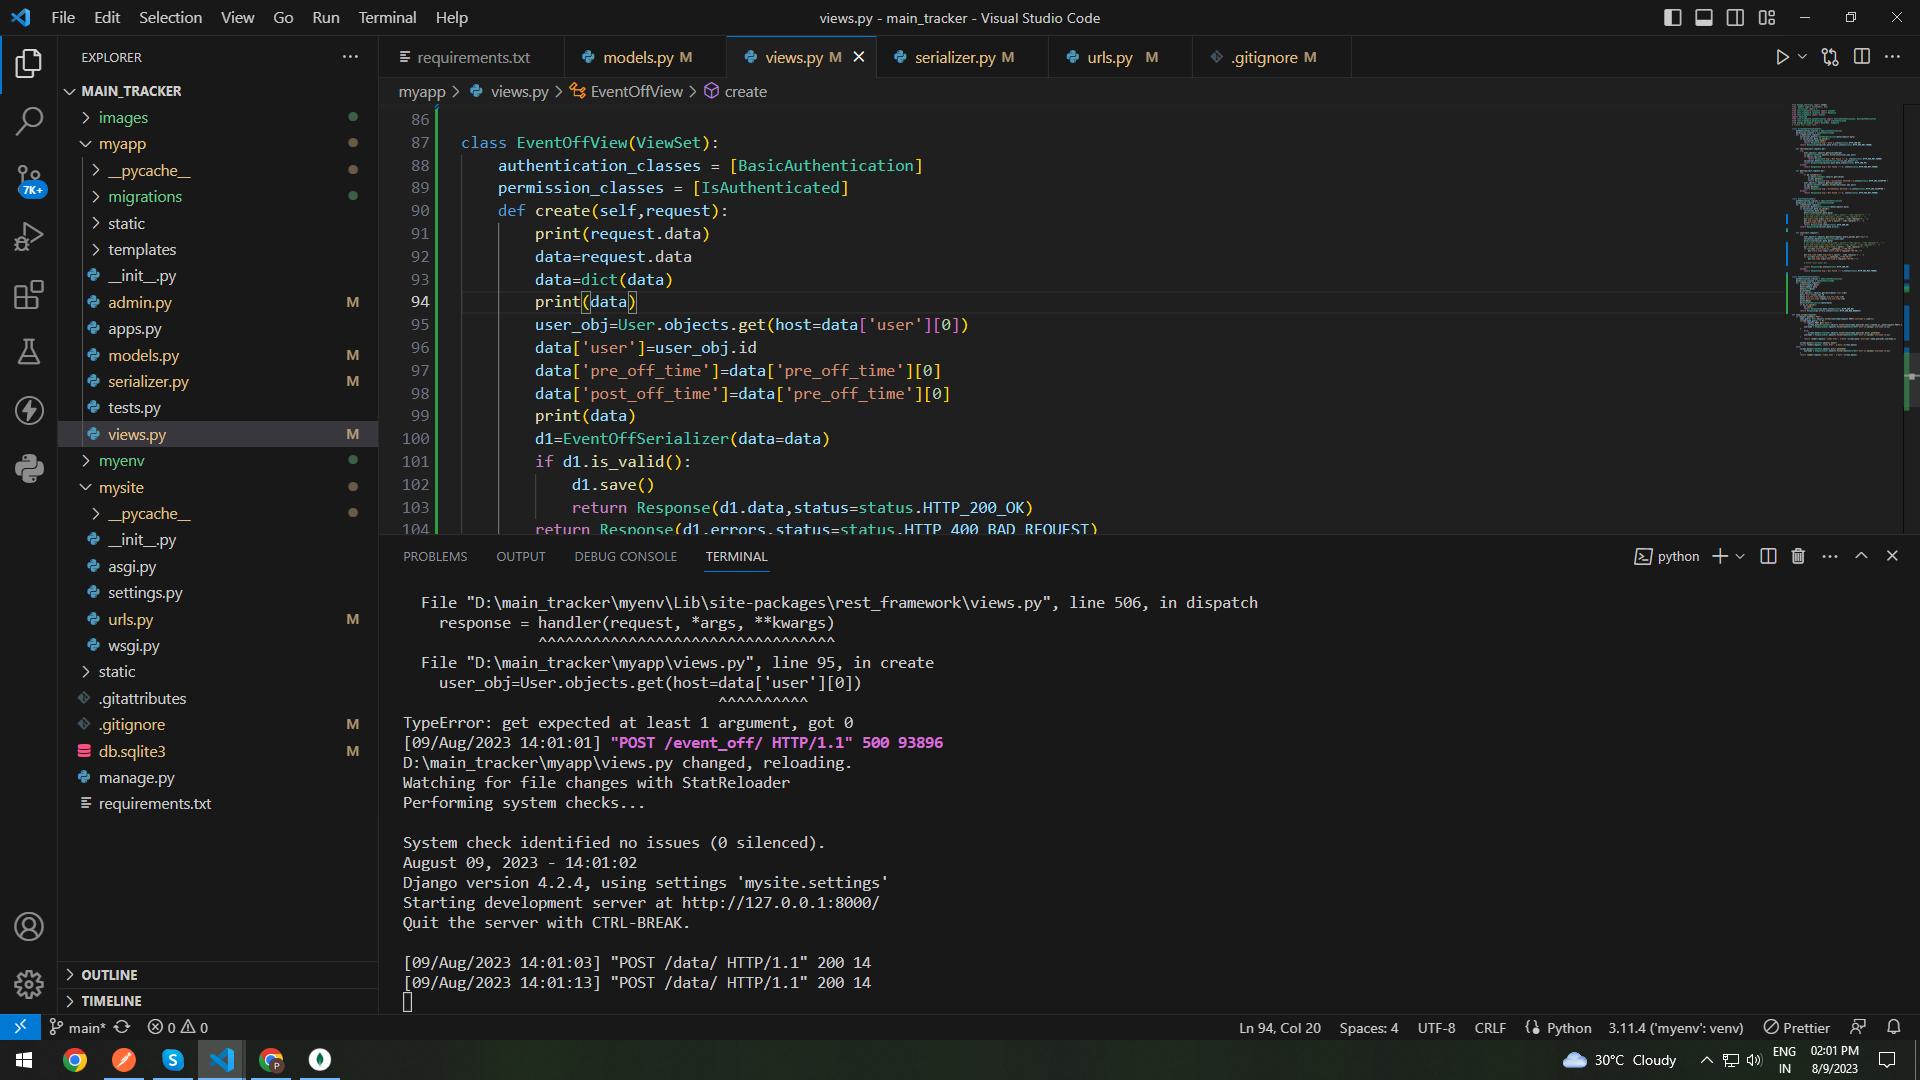 File Edit Selection View Go Run Terminal Help
views.py - main_tracker - Visual Studio Code
EXPLORER
MAIN_TRACKER
images
myapp
__pycache__
migrations
static
templates
__init__.py
admin.py M
apps.py
models.py M
serializer.py M
tests.py
views.py M
myenv
mysite
__pycache__
__init__.py
asgi.py
settings.py
urls.py M
wsgi.py
static
.gitattributes
.gitignore M
db.sqlite3 M
manage.py
requirements.txt
OUTLINE
TIMELINE
7K+
requirements.txt models.py M views.py M serializer.py M urls.py M .gitignore M
myapp > views.py > EventOffView > create
86
87 class EventOffView(ViewSet):
88 authentication_classes = [BasicAuthentication]
89 permission_classes = [IsAuthenticated]
90 def create(self,request):
91 print(request.data)
92 data=request.data
93 data=dict(data)
94 print(data)
95 user_obj=User.objects.get(host=data['user'][0])
96 data['user']=user_obj.id
97 data['pre_off_time']=data['pre_off_time'][0]
98 data['post_off_time']=data['pre_off_time'][0]
99 print(data)
100 d1=EventOffSerializer(data=data)
101 if d1.is_valid():
102 d1.save()
103 return Response(d1.data,status=status.HTTP_200_OK)
104 return Response(d1.errors,status=status.HTTP_400_BAD_REQUEST)
PROBLEMS OUTPUT DEBUG CONSOLE TERMINAL
python
File "D:\main_tracker\myenv\Lib\site-packages\rest_framework\views.py", line 506, in dispatch
response = handler(request, *args, **kwargs)
^^^^^^^^^^^^^^^^^^^^^^^^^^^^^^^^^
File "D:\main_tracker\myapp\views.py", line 95, in create
user_obj=User.objects.get(host=data['user'][0])
^^^^^^^^^^
TypeError: get expected at least 1 argument, got 0
[09/Aug/2023 14:01:01] "POST /event_off/ HTTP/1.1" 500 93896
D:\main_tracker\myapp\views.py changed, reloading.
Watching for file changes with StatReloader
Performing system checks...
System check identified no issues (0 silenced).
August 09, 2023 - 14:01:02
Django version 4.2.4, using settings 'mysite.settings'
Starting development server at http://127.0.0.1:8000/
Quit the server with CTRL-BREAK.
[09/Aug/2023 14:01:03] "POST /data/ HTTP/1.1" 200 14
[09/Aug/2023 14:01:13] "POST /data/ HTTP/1.1" 200 14
main* 0 0
Ln 94, Col 20 Spaces: 4 UTF-8 CRLF Python 3.11.4 ('myenv': venv) Prettier
30°C Cloudy
ENG
IN
02:01 PM
8/9/2023